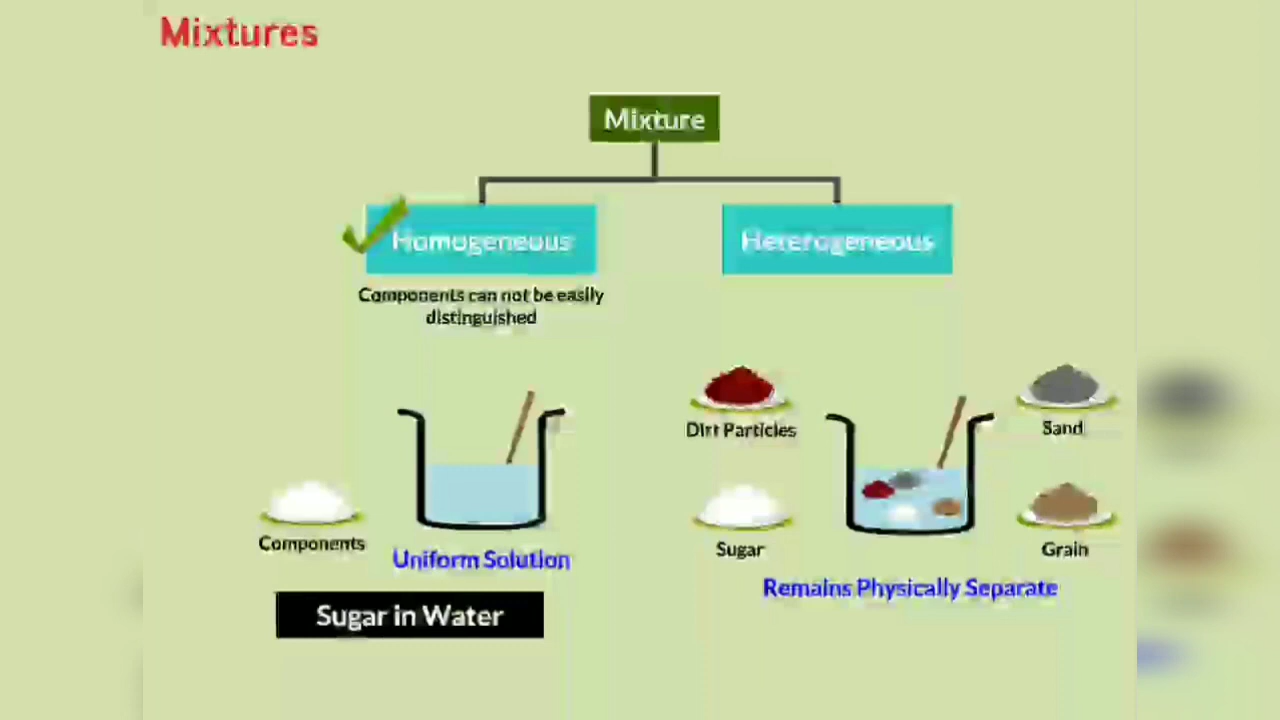 Mixtures
Mixture
Homogeneous
Heterogeneous
Components can not be easily
distinguished
Dirt Particles
Sand
Components
Sugar
Grain
Uniform Solution
Remains Physically Separate
Sugar in Water